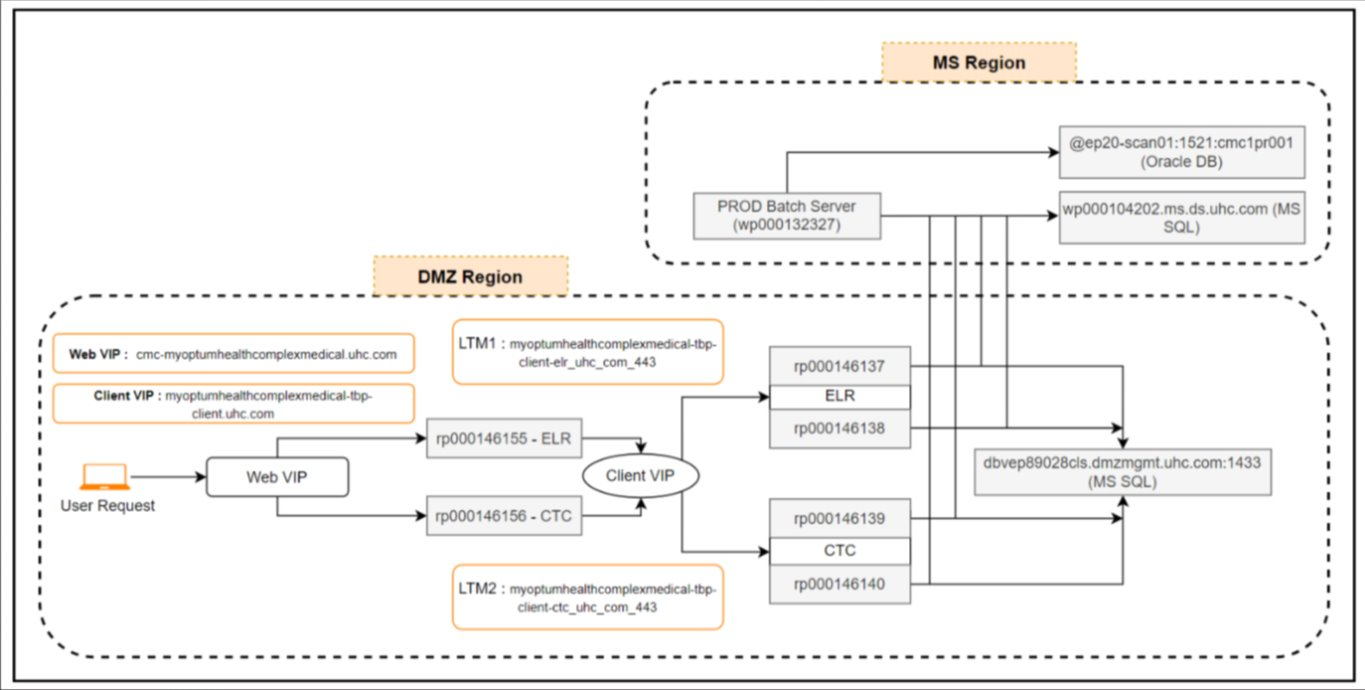 MS Region
@ep20-scan01:1521:cmc1pr001
(Oracle DB)
PROD Batch Server
(wp000132327)
wp000104202.ms.ds.uhc.com (MS
SQL)
DMZ Region
Web VIP : cmc-myoptumhealthcomplexmedical.uhc.com
Client VIP : myoptumhealthcomplexmedical-tbp-
client.uhc.com
LTM1 : myoptumhealthcomplexmedical-tbp-
client-elr_uhc_com_443
rp000146137
ELR
rp000146138
rp000146155 - ELR
User Request
Web VIP
Client VIP
rp000146156 - CTC
dbvep89028cls.dmzmgmt.uhc.com:1433
(MS SQL)
rp000146139
CTC
rp000146140
LTM2 : myoptumhealthcomplexmedical-tbp-
client-ctc_uhc_com_443